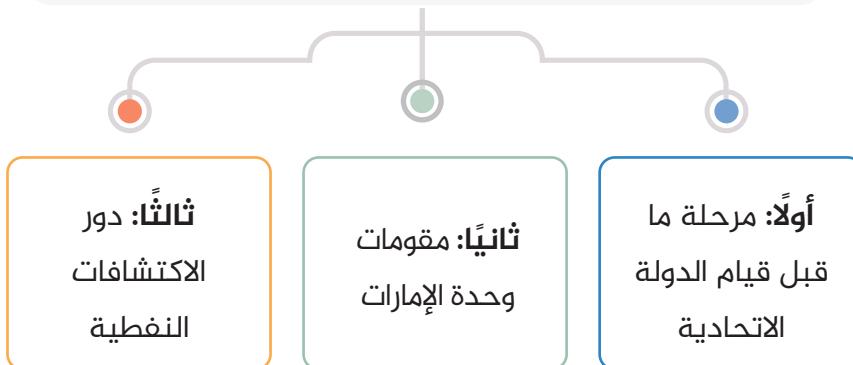 أولًا: مرحلة ما
قبل قيام الدولة
الاتحادية
ثانيًا: مقومات
وحدة الإمارات
ثالثًا: دور
الاكتشافات
النفطية